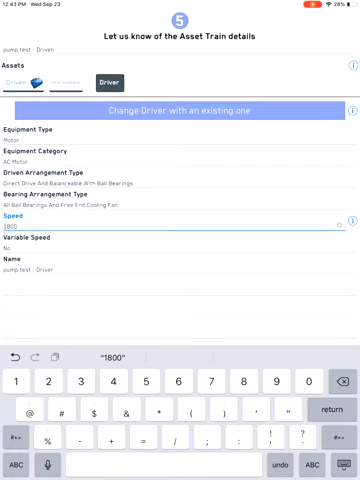 12:43 PM Wed Sep 23
28%
5
Let us know of the Asset Train details
pump test - Driven
Assets
Driven
Intermediate
Driver
Change Driver with an existing one
Equipment Type
Motor
Equipment Category
AC Motor
Driven Arrangement Type
Direct Drive And Balanceable With Ball Bearings
Bearing Arrangement Type
All Ball Bearings And Free End Cooling Fan
Speed
1800
Variable Speed
No
Name
pump test - Driver
"1800"
1 2 3 4 5 6 7 8 9 0
@ # $ & * ( ) ' " return
#+= % - + = / ; : ! , ? . #+=
ABC undo ABC